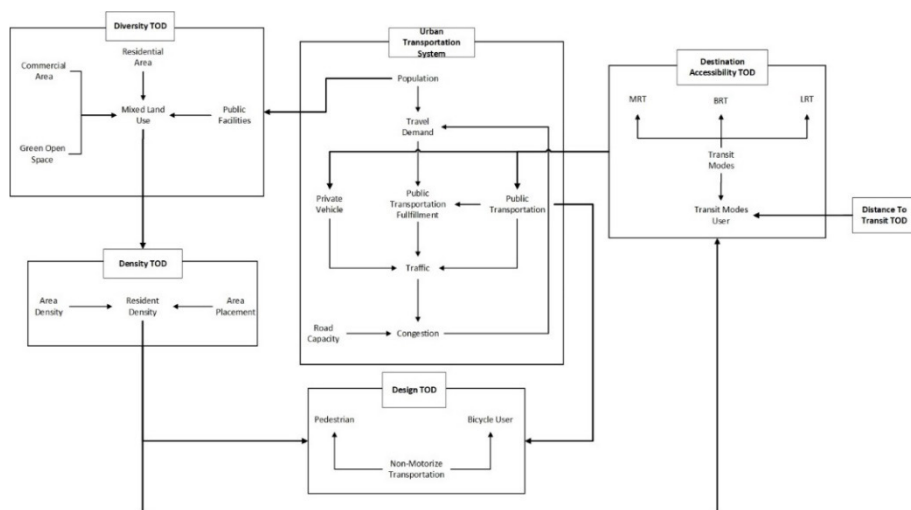 Diversity TOD
Residential
Area
Commercial
Area
Mixed Land
Use
Public
Facilities
Green Open
Space
Urban
Transportation
System
Population
Travel
Demand
Private
Vehicle
Public
Transportation
Fullfillment
Public
Transportation
Traffic
Road
Capacity
Congestion
Destination
Accessibility TOD
MRT
BRT
LRT
Transit
Modes
Transit Modes
User
Distance To
Transit TOD
Density TOD
Area
Density
Resident
Density
Area
Placement
Design TOD
Pedestrian
Bicycle User
Non-Motorize
Transportation